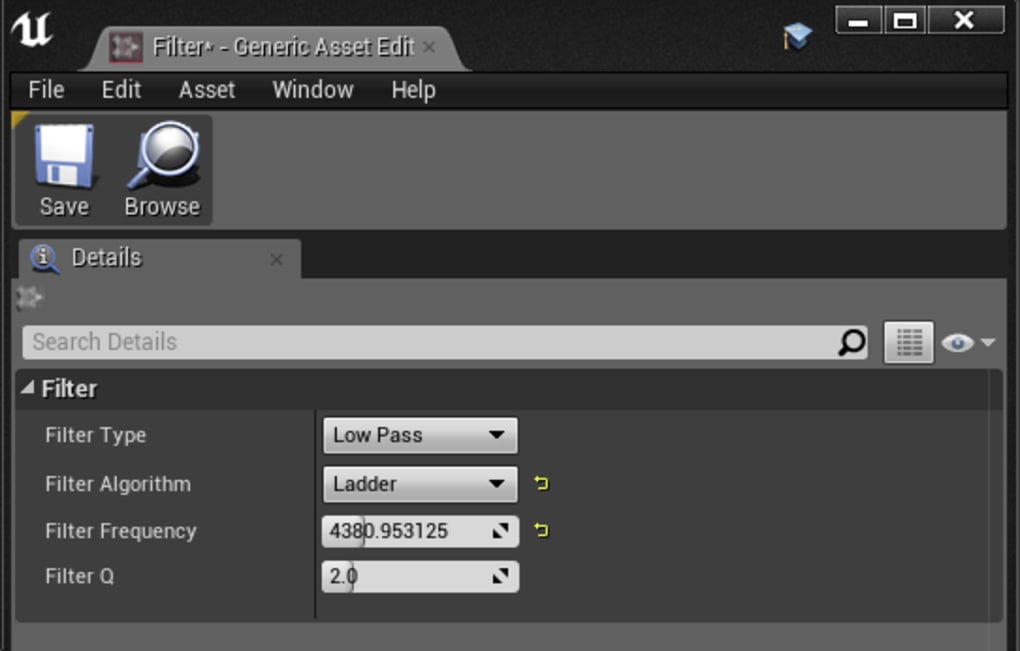 Filter* - Generic Asset Edit
File Edit Asset Window Help
Save Browse
Details
Search Details
Filter
Filter Type Low Pass
Filter Algorithm Ladder
Filter Frequency 4380.953125
Filter Q 2.0